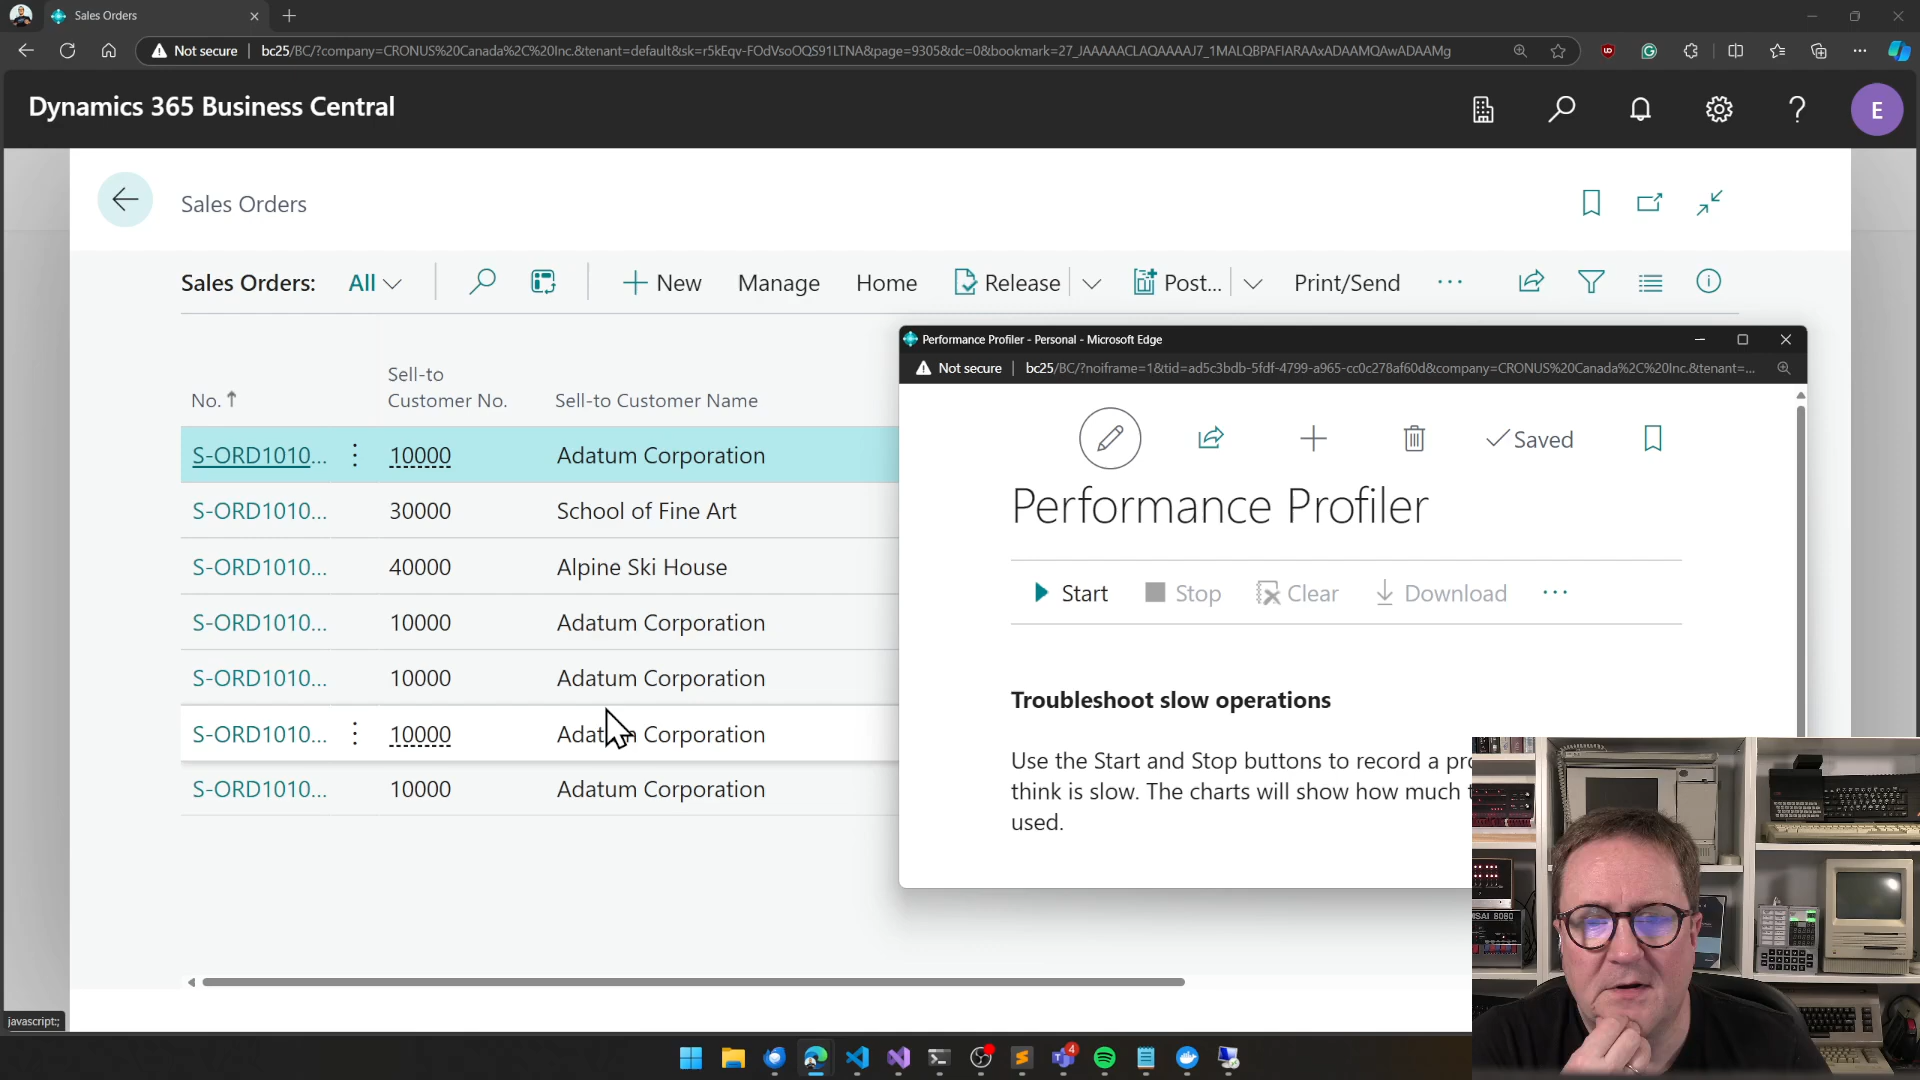 Sales Orders
Not secure
bc25/BC/?company=CRONUS%20Canada%2C%20Inc.&tenant=default&sk=r5kEqv-FOdVsoOQS91LTNA&page=9305&dc=0&bookmark=27_JAAAAACLAQAAAAJ7_1MALQBPAFIARAAxADAAMQAwADAAMg
Dynamics 365 Business Central
E
Sales Orders
Sales Orders:
All
New
Manage
Home
Release
Post...
Print/Send
No.
Sell-to
Customer No.
Sell-to Customer Name
S-ORD1010... 10000 Adatum Corporation
S-ORD1010... 30000 School of Fine Art
S-ORD1010... 40000 Alpine Ski House
S-ORD1010... 10000 Adatum Corporation
S-ORD1010... 10000 Adatum Corporation
S-ORD1010... 10000 Corporation
S-ORD1010... 10000 Adatum Corporation
Performance Profiler - Personal - Microsoft Edge
Not secure
bc25/BC/?noiframe=1&tid=ad5c3bdb-5fdf-4799-a965-cc0c278af60d&company=CRONUS%20Canada%2C%20Inc.&tenant=...
Saved
Performance Profiler
Start
Stop
Clear
Download
Troubleshoot slow operations
Use the Start and Stop buttons to record a
think is slow. The charts will show how much
used.
8080
javascript:;
4